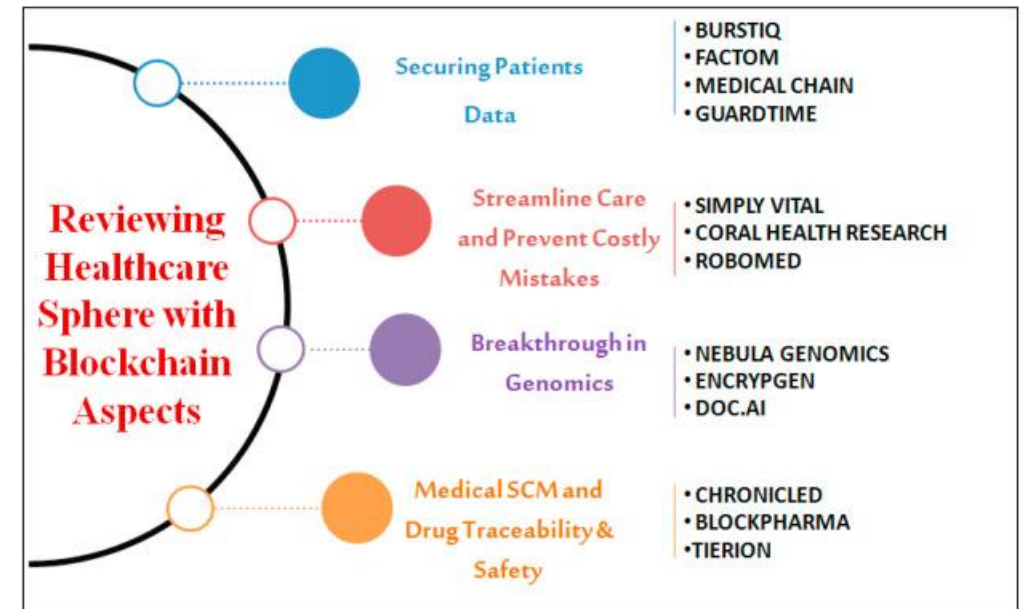 Reviewing
Healthcare
Sphere with
Blockchain
Aspects
Securing Patients
Data
• BURSTIQ
• FACTOM
• MEDICAL CHAIN
• GUARDTIME
Streamline Care
and Prevent Costly
Mistakes
• SIMPLY VITAL
• CORAL HEALTH RESEARCH
• ROBOMED
Breakthrough in
Genomics
• NEBULA GENOMICS
• ENCRYPGEN
• DOC.AI
Medical SCM and
Drug Traceability &
Safety
• CHRONICLED
• BLOCKPHARMA
•TIERION